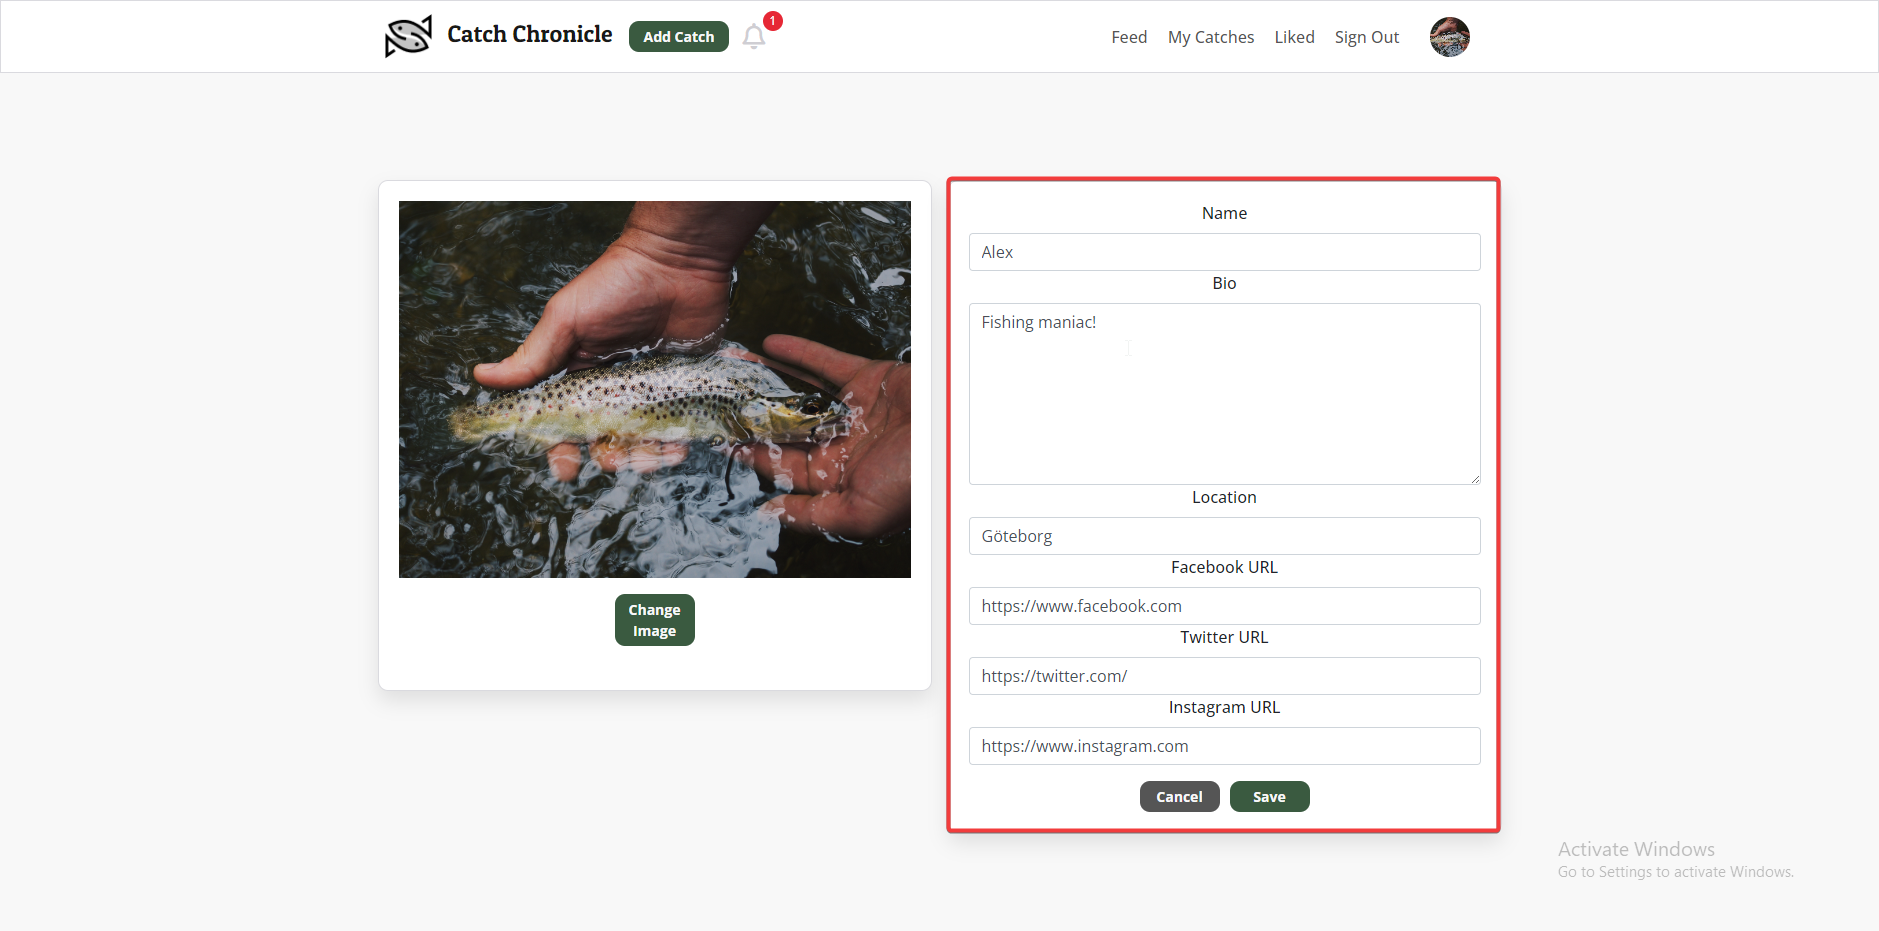 Catch Chronicle
Add Catch
1
Feed
My Catches
Liked
Sign Out
Change
Image
Name
Alex
Bio
Fishing maniac!
Location
Göteborg
Facebook URL
https://www.facebook.com
Twitter URL
https://twitter.com/
Instagram URL
https://www.instagram.com
Cancel
Save
Activate Windows
Go to Settings to activate Windows.